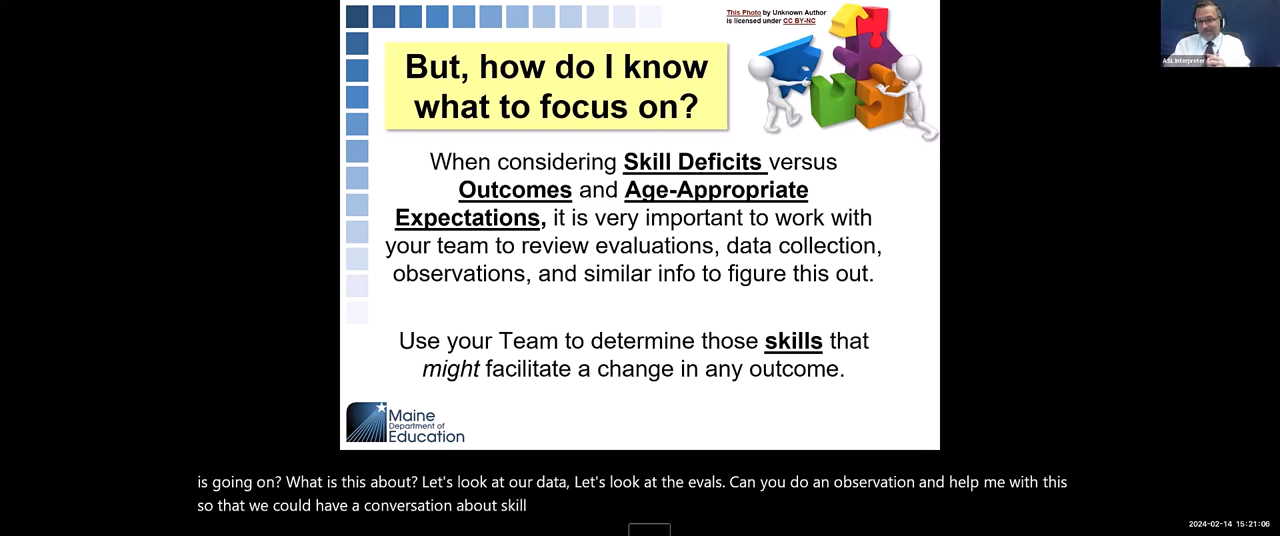 This Photo by Unknown Author
is licensed under CC BY-NC
ASL Interpreter
But, how do I know
what to focus on?
When considering Skill Deficits versus
Outcomes and Age-Appropriate
Expectations, it is very important to work with
your team to review evaluations, data collection,
observations, and similar info to figure this out.
Use your Team to determine those skills that
might facilitate a change in any outcome.
Maine
Department of
Education
is going on? What is this about? Let's look at our data, Let's look at the evals. Can you do an observation and help me with this
so that we could have a conversation about skill
2024-02-14 15:21:06